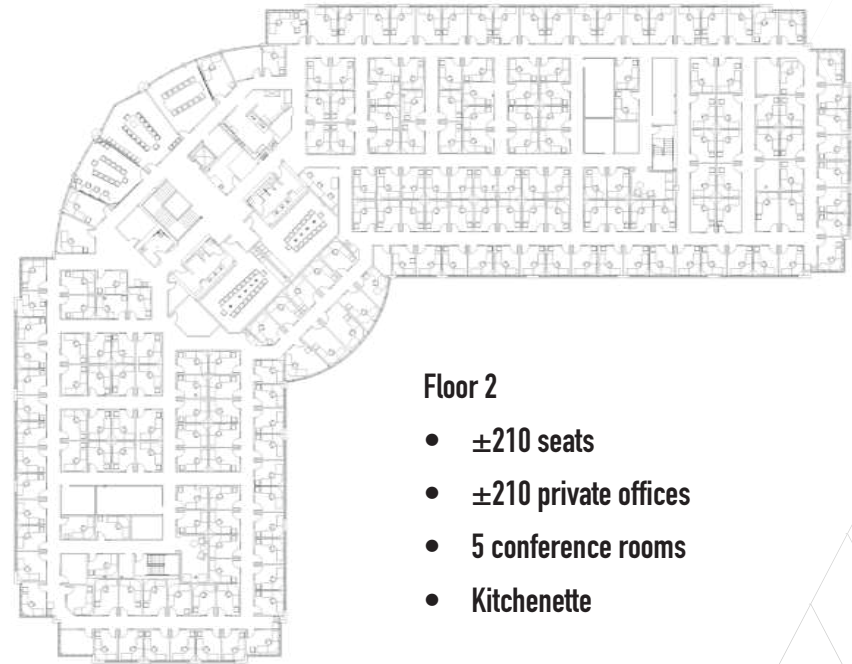 Floor 2
• ±210 seats
• ±210 private offices
• 5 conference rooms
• Kitchenette